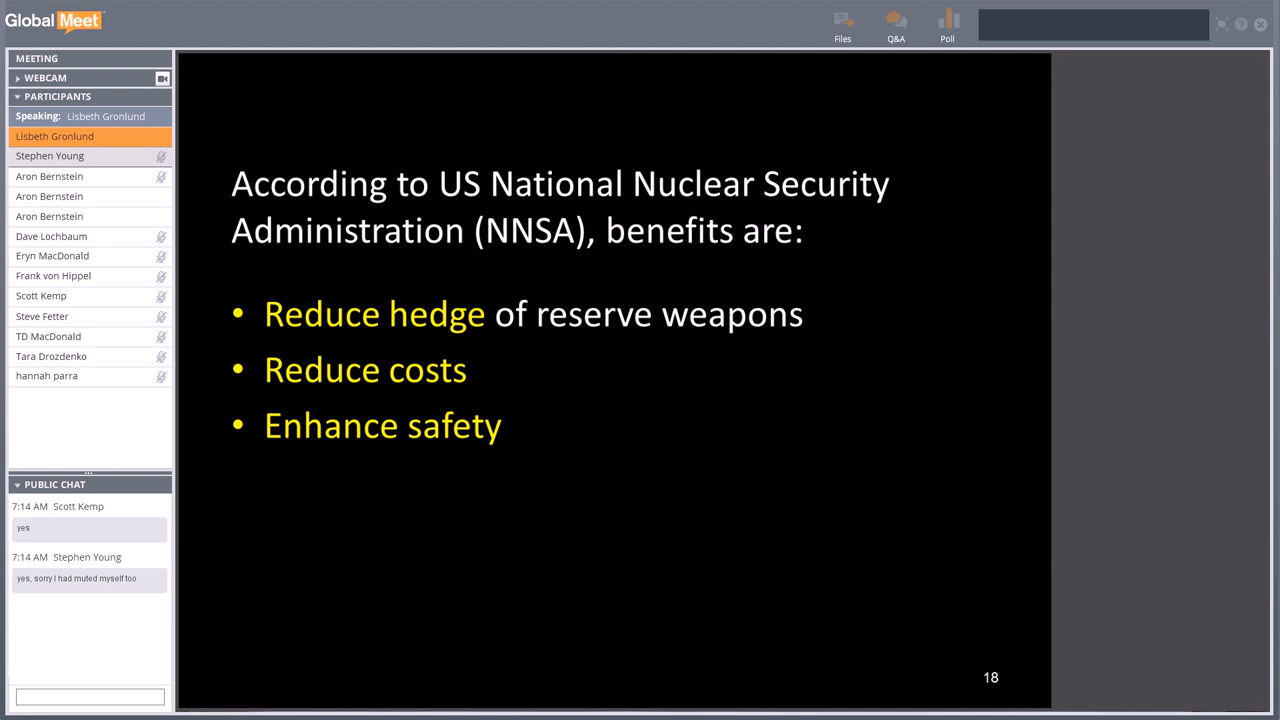 Global Meet
Files
Q&A
Poll
MEETING
WEBCAM
PARTICIPANTS
Speaking: Lisbeth Gronlund
Lisbeth Gronlund
Stephen Young
Aron Bernstein
Aron Bernstein
Aron Bernstein
Dave Lochbaum
Eryn MacDonald
Frank von Hippel
Scott Kemp
Steve Fetter
TD MacDonald
Tara Drozdenko
hannah parra
PUBLIC CHAT
7:14 AM Scott Kemp
yes
7:14 AM Stephen Young
yes, sorry I had muted myself too
According to US National Nuclear Security
Administration (NNSA), benefits are:
• Reduce hedge of reserve weapons
• Reduce costs
• Enhance safety
18